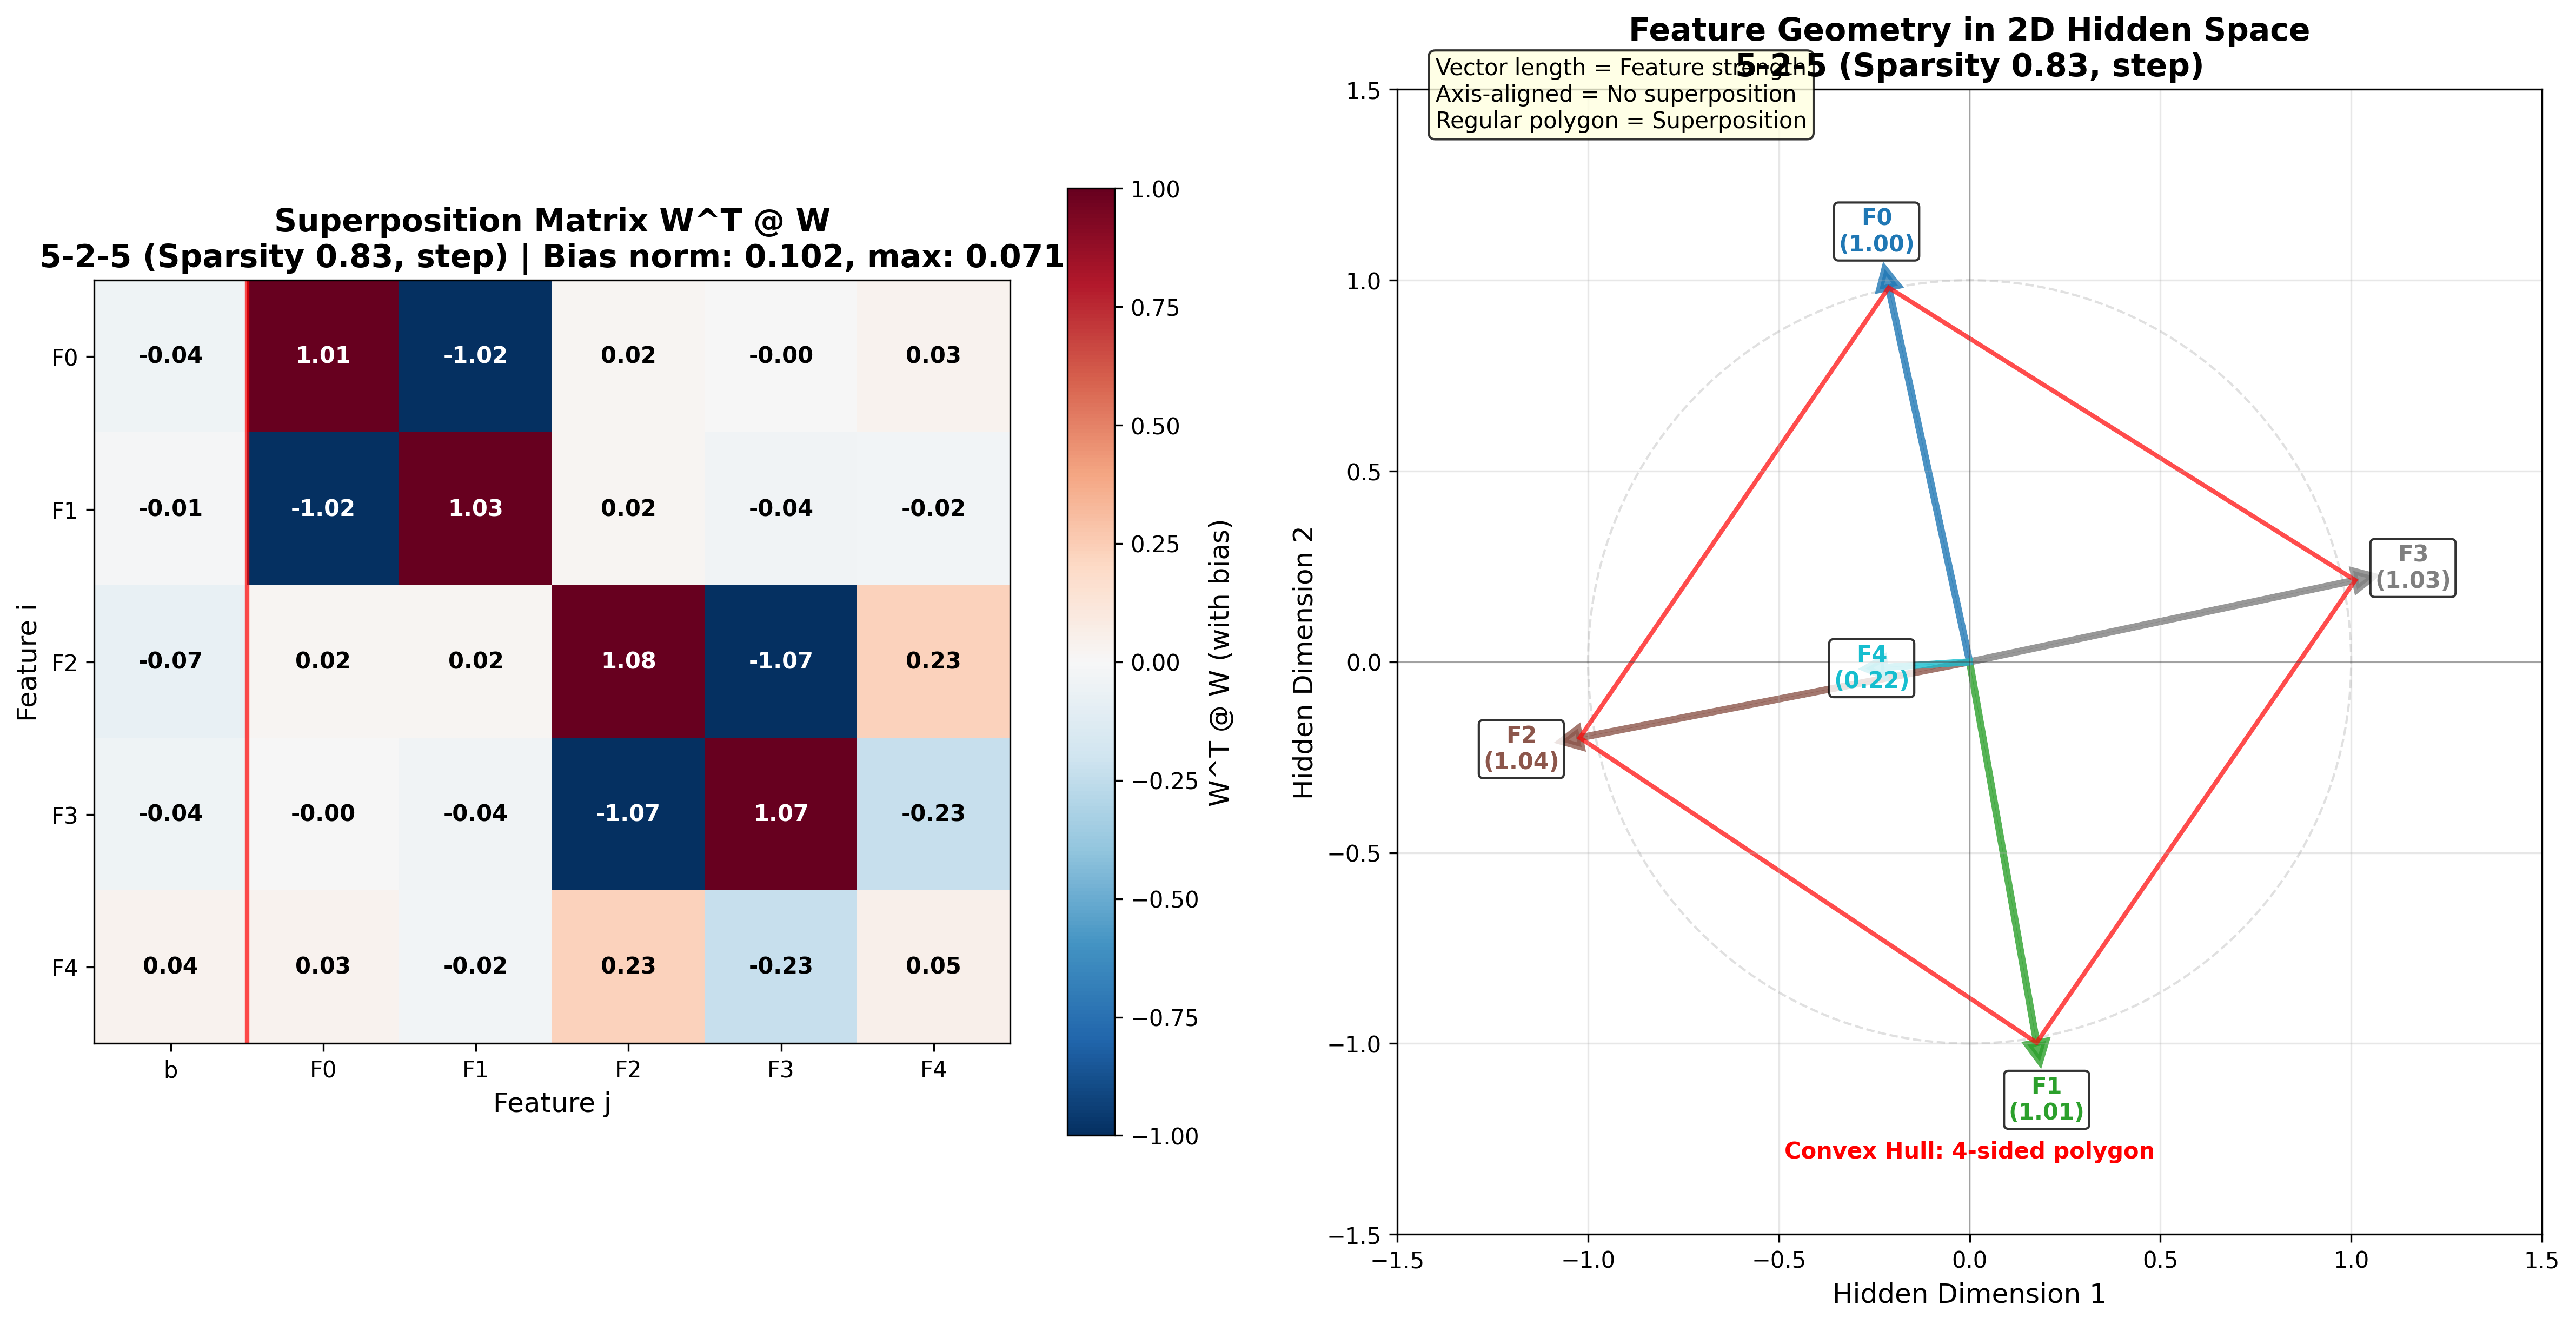 Superposition Matrix W^T @ W
5-2-5 (Sparsity 0.83, step) | Bias norm: 0.102, max: 0.071
F0 -0.04 1.01 -1.02 0.02 -0.00 0.03
F1 -0.01 -1.02 1.03 0.02 -0.04 -0.02
F2 -0.07 0.02 0.02 1.08 -1.07 0.23
F3 -0.04 -0.00 -0.04 -1.07 1.07 -0.23
F4 0.04 0.03 -0.02 0.23 -0.23 0.05
b F0 F1 F2 F3 F4
Feature j
Feature i
1.00
0.75
0.50
0.25
0.00
−0.25
−0.50
−0.75
−1.00
W^T @ W (with bias)
Feature Geometry in 2D Hidden Space
5-2-5 (Sparsity 0.83, step)
Vector length = Feature strength
Axis-aligned = No superposition
Regular polygon = Superposition
1.5
1.0
0.5
0.0
−0.5
−1.0
−1.5
Hidden Dimension 2
F0
(1.00)
F3
(1.03)
F4
(0.22)
F2
(1.04)
F1
(1.01)
Convex Hull: 4-sided polygon
−1.5 −1.0 −0.5 0.0 0.5 1.0 1.5
Hidden Dimension 1